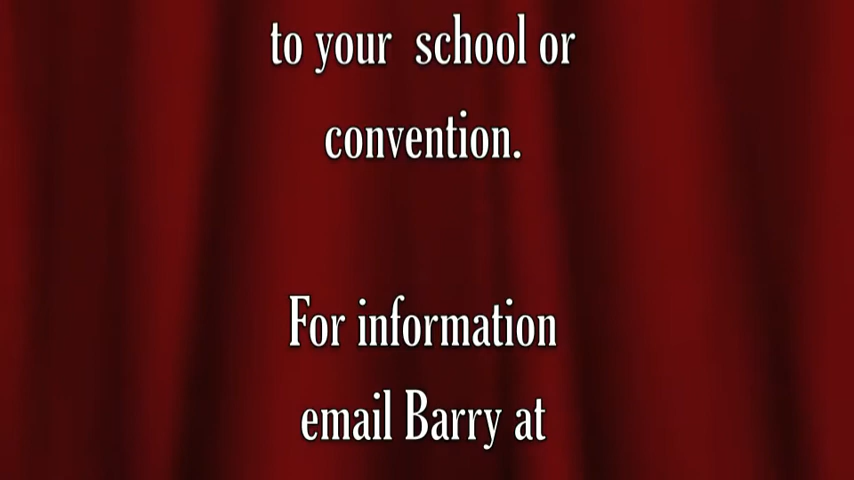 to your school or
convention.
For information
email Barry at